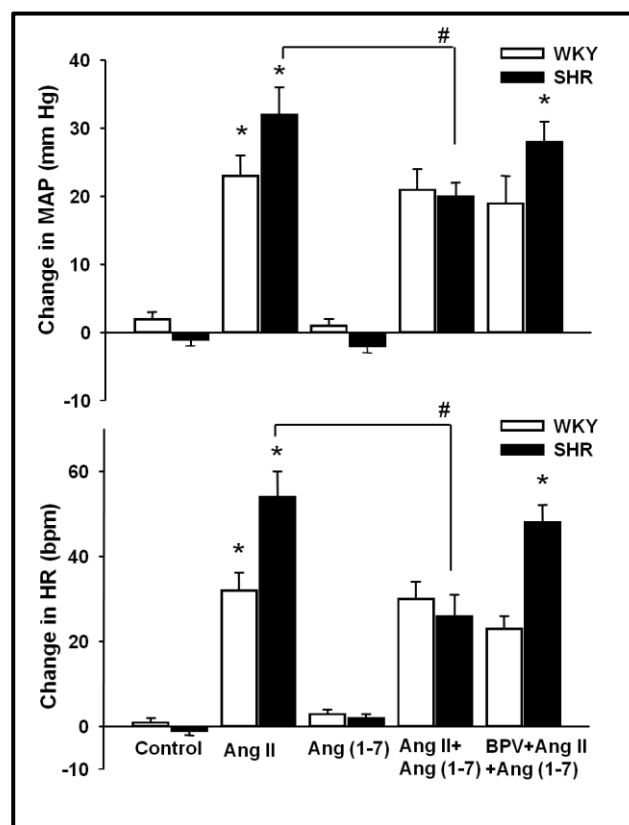 40
#
WKY
SHR
*
*
*
30
20
10
0
-10
Change in MAP (mm Hg)
#
WKY
SHR
60
*
*
*
40
20
0
-10
Change in HR (bpm)
Control
Ang II
Ang (1-7)
Ang II+
Ang (1-7)
BPV+Ang II
+Ang (1-7)